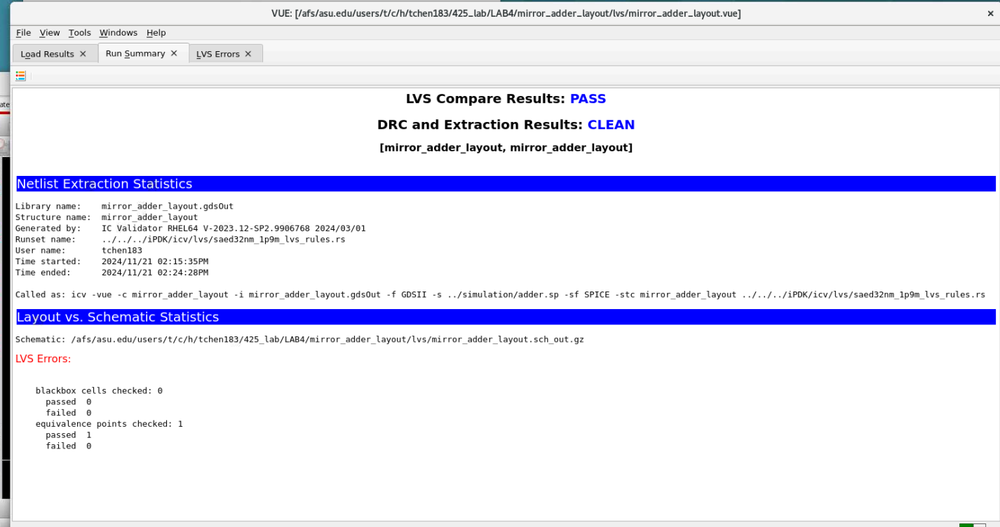 VUE: [/afs/asu.edu/users/t/c/h/tchen183/425_lab/LAB4/mirror_adder_layout/lvs/mirror_adder_layout.vue] ×
File View Tools Windows Help
Load Results × Run Summary × LVS Errors ×
ate
LVS Compare Results: PASS
DRC and Extraction Results: CLEAN
[mirror_adder_layout, mirror_adder_layout]
Netlist Extraction Statistics
Library name: mirror_adder_layout.gdsOut
Structure name: mirror_adder_layout
Generated by: IC Validator RHEL64 V-2023.12-SP2.9906768 2024/03/01
Runset name: ../../../iPDK/icv/lvs/saed32nm_1p9m_lvs_rules.rs
User name: tchen183
Time started: 2024/11/21 02:15:35PM
Time ended: 2024/11/21 02:24:28PM
Called as: icv -vue -c mirror_adder_layout -i mirror_adder_layout.gdsOut -f GDSII -s ../simulation/adder.sp -sf SPICE -stc mirror_adder_layout ../../../iPDK/icv/lvs/saed32nm_1p9m_lvs_rules.rs
Layout vs. Schematic Statistics
Schematic: /afs/asu.edu/users/t/c/h/tchen183/425_lab/LAB4/mirror_adder_layout/lvs/mirror_adder_layout.sch_out.gz
LVS Errors:
blackbox cells checked: 0
passed 0
failed 0
equivalence points checked: 1
passed 1
failed 0